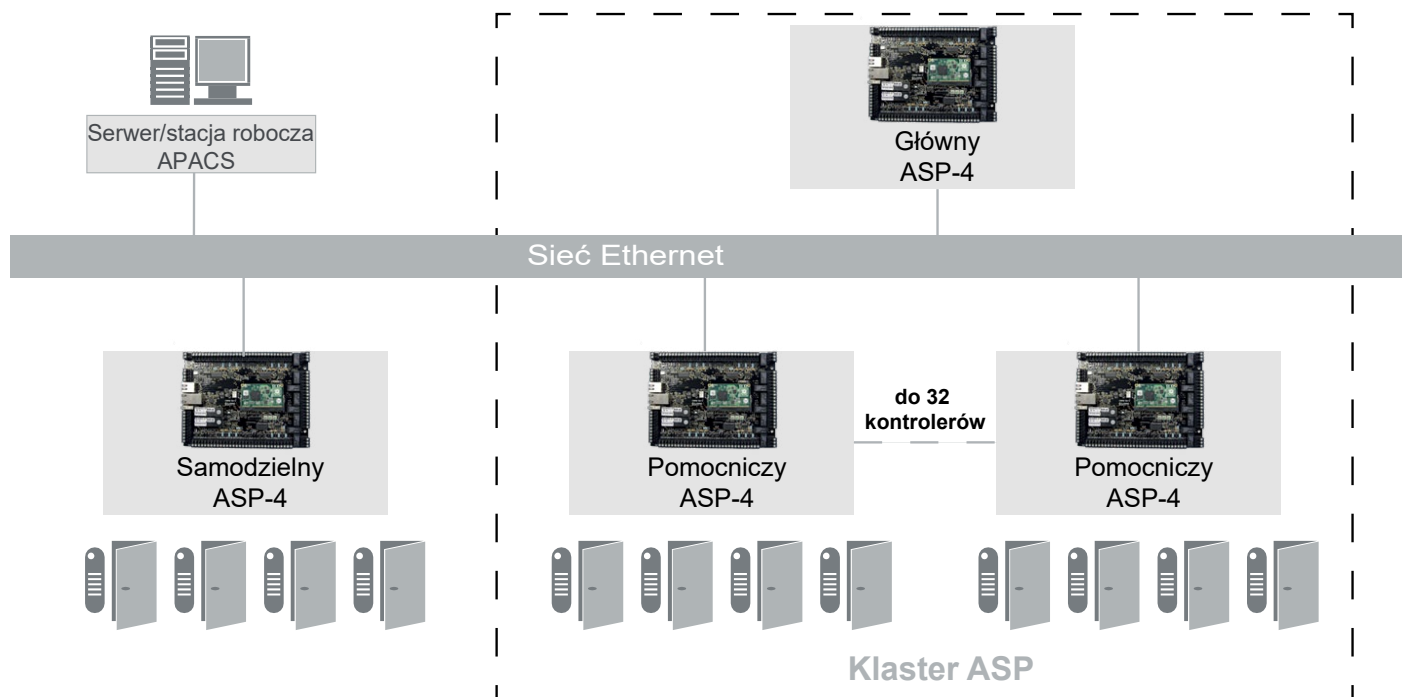 Serwer/stacja robocza
APACS
Główny
ASP-4
Sieć Ethernet
Samodzielny
ASP-4
Pomocniczy
ASP-4
do 32
kontrolerów
Pomocniczy
ASP-4
Klaster ASP